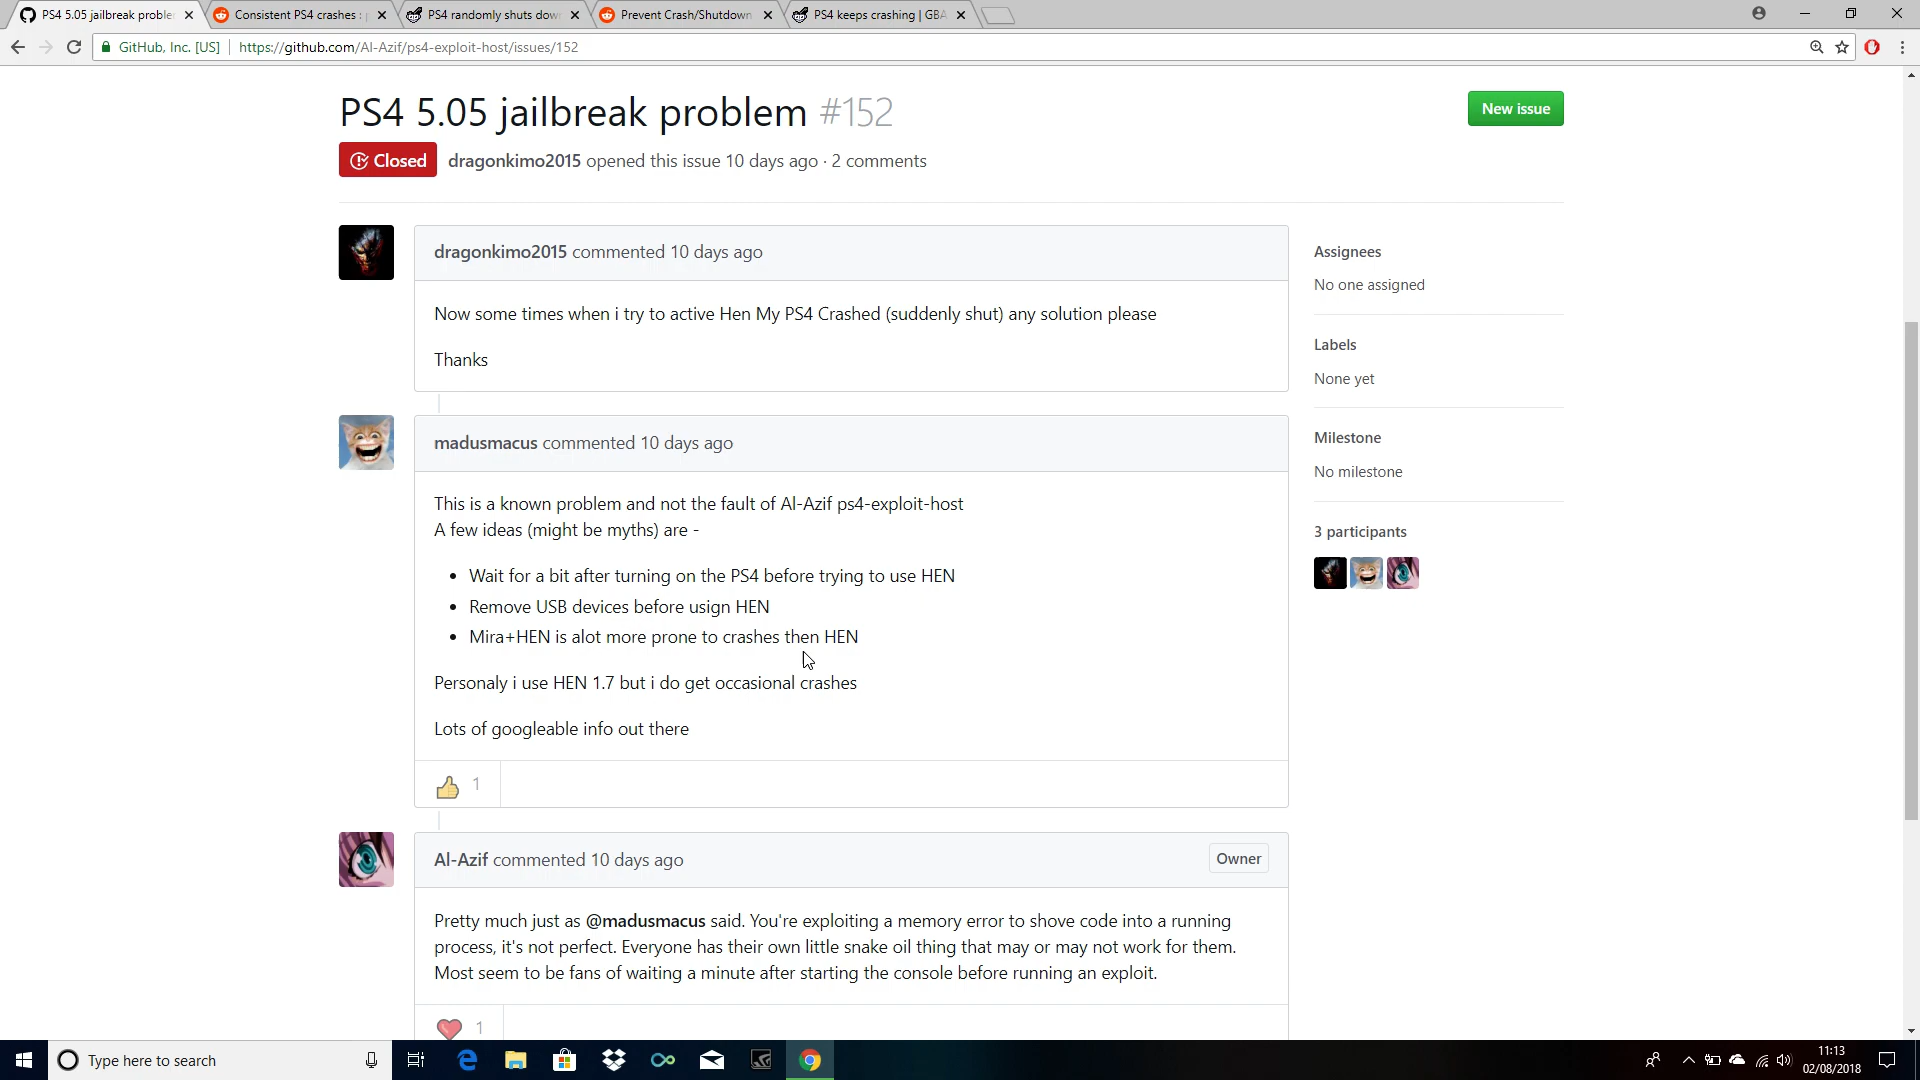 PS4 5.05 jailbreak proble
Consistent PS4 crashes :
PS4 randomly shuts dow
Prevent Crash/Shutdown
PS4 keeps crashing | GBA
GitHub, Inc. [US]
https://github.com/Al-Azif/ps4-exploit-host/issues/152
PS4 5.05 jailbreak problem #152
New issue
Closed
dragonkimo2015 opened this issue 10 days ago · 2 comments
dragonkimo2015 commented 10 days ago
Now some times when i try to active Hen My PS4 Crashed (suddenly shut) any solution please
Thanks
madusmacus commented 10 days ago
This is a known problem and not the fault of Al-Azif ps4-exploit-host
A few ideas (might be myths) are -
• Wait for a bit after turning on the PS4 before trying to use HEN
• Remove USB devices before usign HEN
• Mira+HEN is alot more prone to crashes then HEN
Personaly i use HEN 1.7 but i do get occasional crashes
Lots of googleable info out there
1
Al-Azif commented 10 days ago
Owner
Pretty much just as @madusmacus said. You're exploiting a memory error to shove code into a running
process, it's not perfect. Everyone has their own little snake oil thing that may or may not work for them.
Most seem to be fans of waiting a minute after starting the console before running an exploit.
1
Assignees
No one assigned
Labels
None yet
Milestone
No milestone
3 participants
Type here to search
11:13
02/08/2018